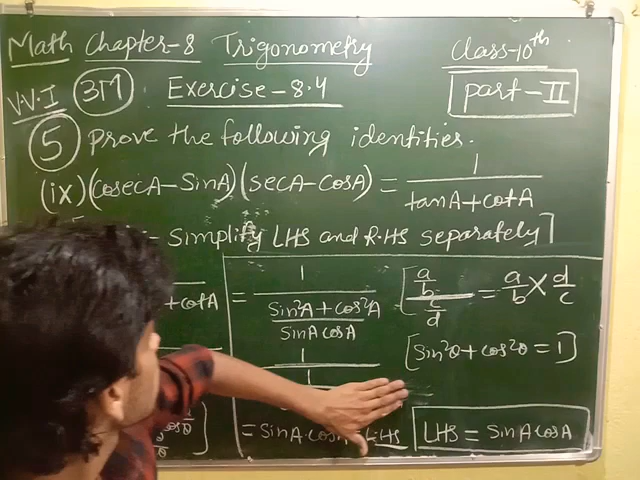 Math Chapter-8 Trigonometry Class-10th
V.V.I 3M Exercise-8.4 part-II
5 prove the following identities.
(ix) (cosecA-SinA)(secA-CosA) = 1/(tanA+cotA)
Simplify LHS and R.HS separately]
+cotA
= 1/((Sin²A+cos²A)/(SinA cosA))
[(a/b)/(c/d) = a/b × d/c
[Sin²θ+cos²θ=1]
1
1
= SinA.cos LHS
LHS = SinA cosA